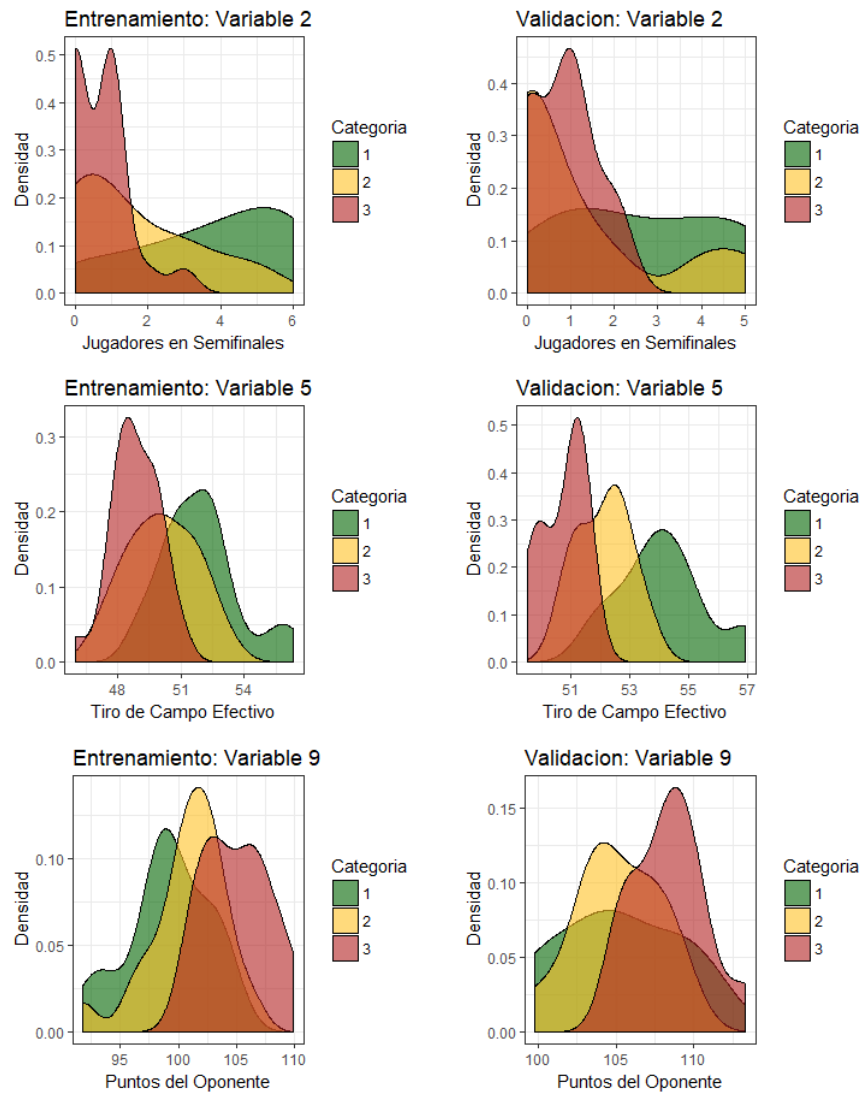 Entrenamiento: Variable 2
0.5
0.4
0.3
0.2
0.1
0.0
Densidad
0 2 4 6
Jugadores en Semifinales
Categoria
1
2
3
Validacion: Variable 2
0.4
0.3
0.2
0.1
0.0
Densidad
0 1 2 3 4 5
Jugadores en Semifinales
Categoria
1
2
3
Entrenamiento: Variable 5
0.3
0.2
0.1
0.0
Densidad
48 51 54
Tiro de Campo Efectivo
Categoria
1
2
3
Validacion: Variable 5
0.5
0.4
0.3
0.2
0.1
0.0
Densidad
51 53 55 57
Tiro de Campo Efectivo
Categoria
1
2
3
Entrenamiento: Variable 9
0.10
0.05
0.00
Densidad
95 100 105 110
Puntos del Oponente
Categoria
1
2
3
Validacion: Variable 9
0.15
0.10
0.05
0.00
Densidad
100 105 110
Puntos del Oponente
Categoria
1
2
3